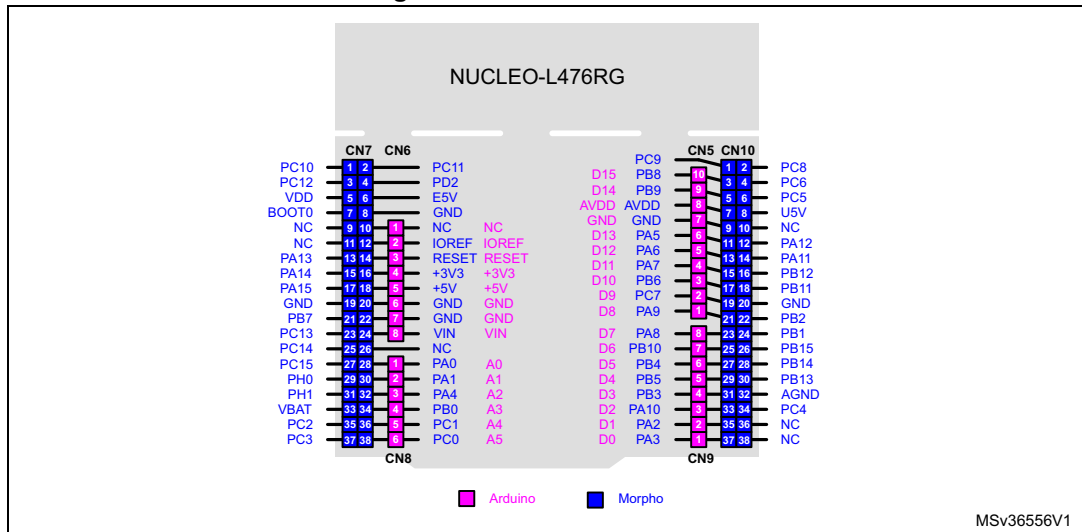 NUCLEO-L476RG
CN7 CN6 CN5 CN10
PC9
PC10 1 2 PC11 1 2 PC8
PC12 3 4 PD2 D15 PB8 10 3 4 PC6
VDD 5 6 E5V D14 PB9 9 5 6 PC5
BOOT0 7 8 GND AVDD AVDD 8 7 8 U5V
NC 9 10 1 NC NC GND GND 7 9 10 NC
NC 11 12 2 IOREF IOREF D13 PA5 6 11 12 PA12
PA13 13 14 3 RESET RESET D12 PA6 5 13 14 PA11
PA14 15 16 4 +3V3 +3V3 D11 PA7 4 15 16 PB12
PA15 17 18 5 +5V +5V D10 PB6 3 17 18 PB11
GND 19 20 6 GND GND D9 PC7 2 19 20 GND
PB7 21 22 7 GND GND D8 PA9 1 21 22 PB2
PC13 23 24 8 VIN VIN D7 PA8 8 23 24 PB1
PC14 25 26 NC D6 PB10 7 25 26 PB15
PC15 27 28 1 PA0 A0 D5 PB4 6 27 28 PB14
PH0 29 30 2 PA1 A1 D4 PB5 5 29 30 PB13
PH1 31 32 3 PA4 A2 D3 PB3 4 31 32 AGND
VBAT 33 34 4 PB0 A3 D2 PA10 3 33 34 PC4
PC2 35 36 5 PC1 A4 D1 PA2 2 35 36 NC
PC3 37 38 6 PC0 A5 D0 PA3 1 37 38 NC
CN8 CN9
Arduino Morpho
MSv36556V1